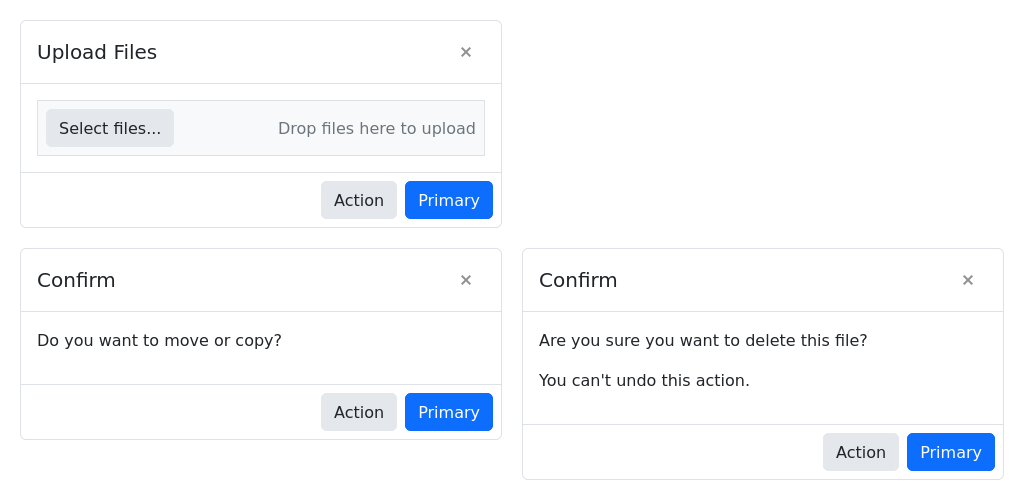 Upload Files ×
Select files... Drop files here to upload
Action Primary
Confirm ×
Do you want to move or copy?
Action Primary
Confirm ×
Are you sure you want to delete this file?
You can't undo this action.
Action Primary